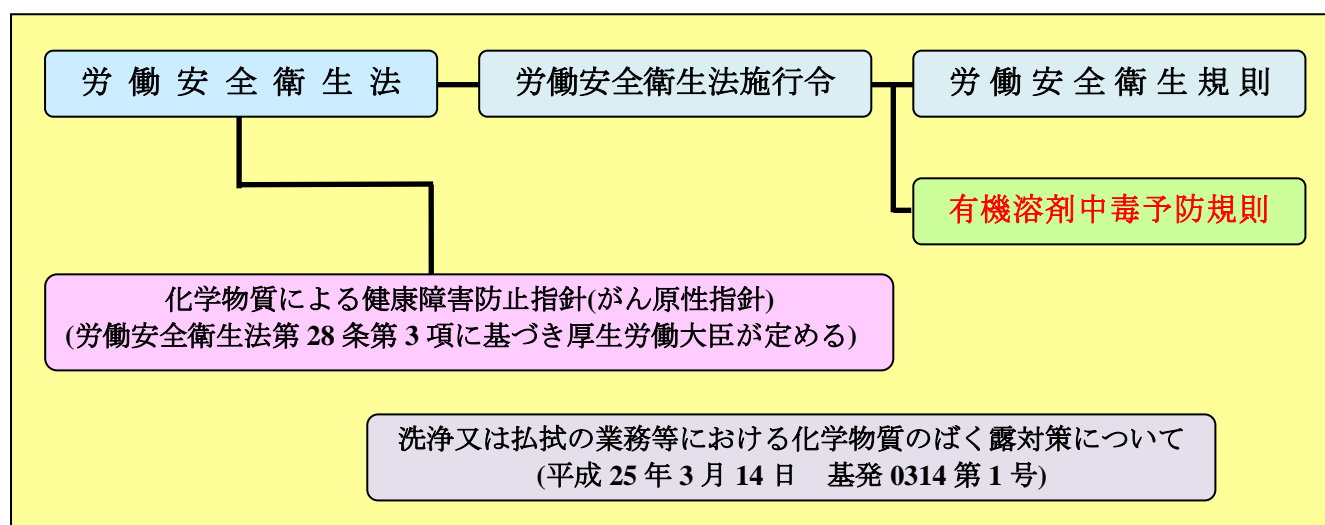 労働安全衛生法
労働安全衛生法施行令
労働安全衛生規則
有機溶剤中毒予防規則
化学物質による健康障害防止指針(がん原性指針)
(労働安全衛生法第 28 条第 3 項に基づき厚生労働大臣が定める)
洗浄又は払拭の業務等における化学物質のばく露対策について
(平成 25 年 3 月 14 日　基発 0314 第 1 号)